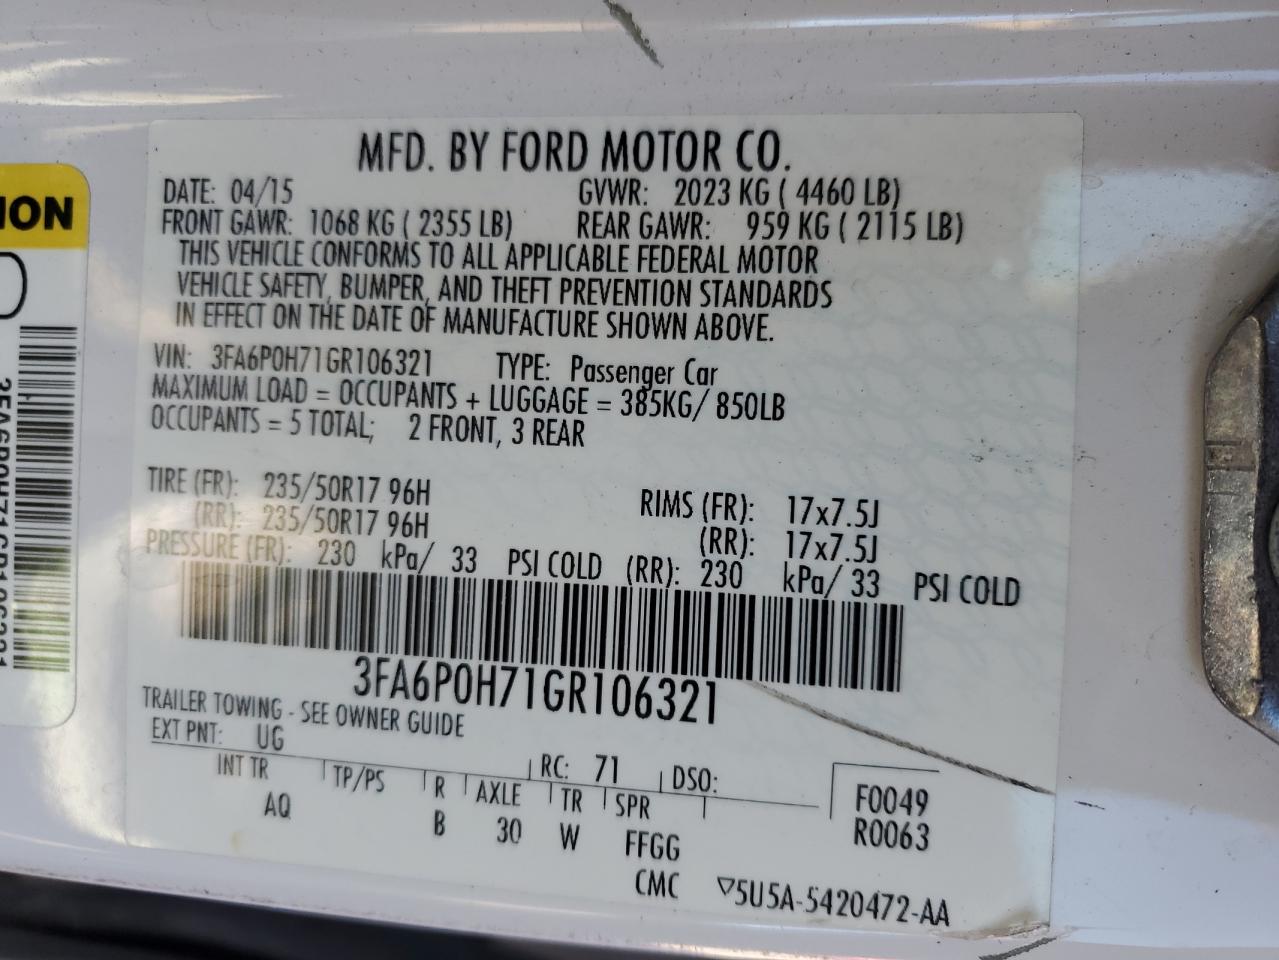 MFD. BY FORD MOTOR CO.
DATE: 04/15 GVWR: 2023 KG ( 4460 LB)
FRONT GAWR: 1068 KG ( 2355 LB) REAR GAWR: 959 KG ( 2115 LB)
THIS VEHICLE CONFORMS TO ALL APPLICABLE FEDERAL MOTOR
VEHICLE SAFETY, BUMPER, AND THEFT PREVENTION STANDARDS
IN EFFECT ON THE DATE OF MANUFACTURE SHOWN ABOVE.
VIN: 3FA6P0H71GR106321 TYPE: Passenger Car
MAXIMUM LOAD = OCCUPANTS + LUGGAGE = 385KG/ 850LB
OCCUPANTS = 5 TOTAL; 2 FRONT, 3 REAR
TIRE (FR): 235/50R17 96H RIMS (FR): 17x7.5J
(RR): 235/50R17 96H (RR): 17x7.5J
PRESSURE (FR): 230 kPa/ 33 PSI COLD (RR): 230 kPa/ 33 PSI COLD
3FA6P0H71GR106321
TRAILER TOWING - SEE OWNER GUIDE
EXT PNT: UG RC: 71 DSO:
INT TR TP/PS R AXLE TR SPR F0049
AQ B 30 W FFGG R0063
CMC ▽5U5A-5420472-AA
ION
3FA6P0H71GR106321